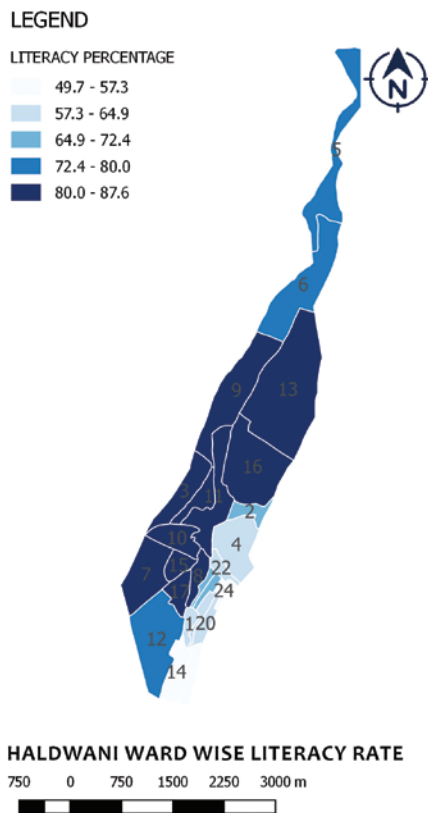 LEGEND
LITERACY PERCENTAGE
49.7 - 57.3
57.3 - 64.9
64.9 - 72.4
72.4 - 80.0
80.0 - 87.6
N
5
6
9
13
16
3
11
2
10
4
7
15
8
22
17
24
120
12
14
HALDWANI WARD WISE LITERACY RATE
750 0 750 1500 2250 3000 m